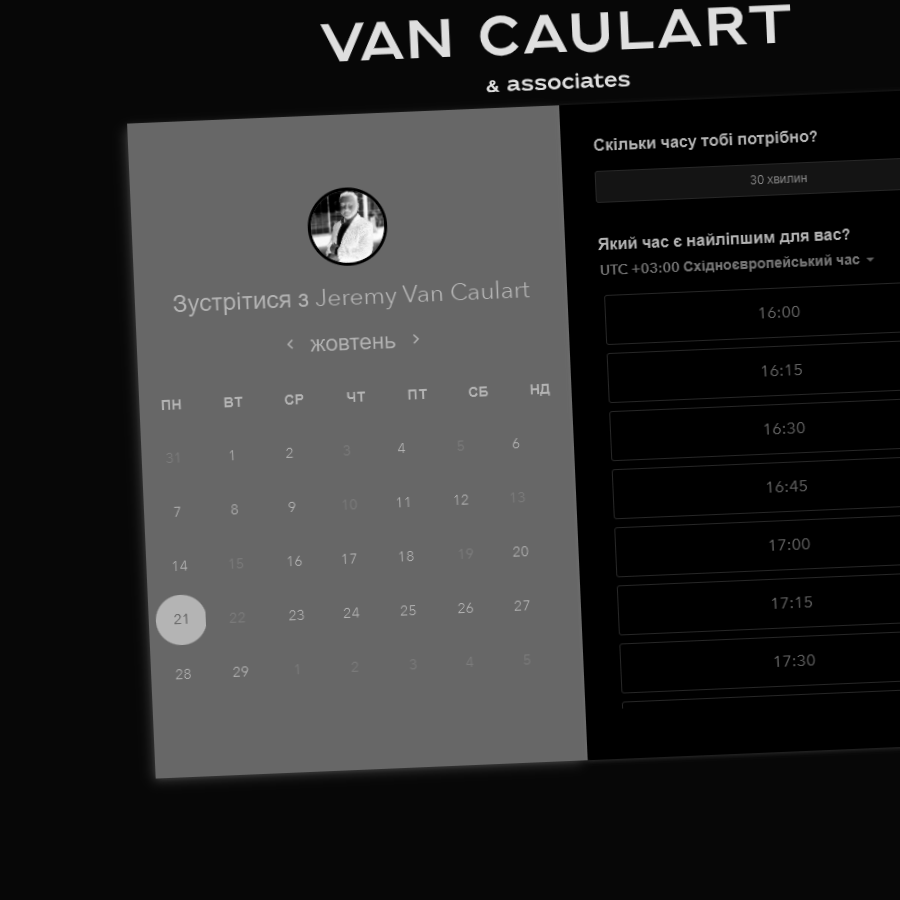 VAN CAULART
& associates
Зустрітися з Jeremy Van Caulart
‹ жовтень ›
ПН ВТ СР ЧТ ПТ СБ НД
31 1 2 3 4 5 6
7 8 9 10 11 12 13
14 15 16 17 18 19 20
21 22 23 24 25 26 27
28 29 1 2 3 4 5
Скільки часу тобі потрібно?
30 хвилин
Який час є найліпшим для вас?
UTC +03:00 Східноєвропейський час
16:00
16:15
16:30
16:45
17:00
17:15
17:30